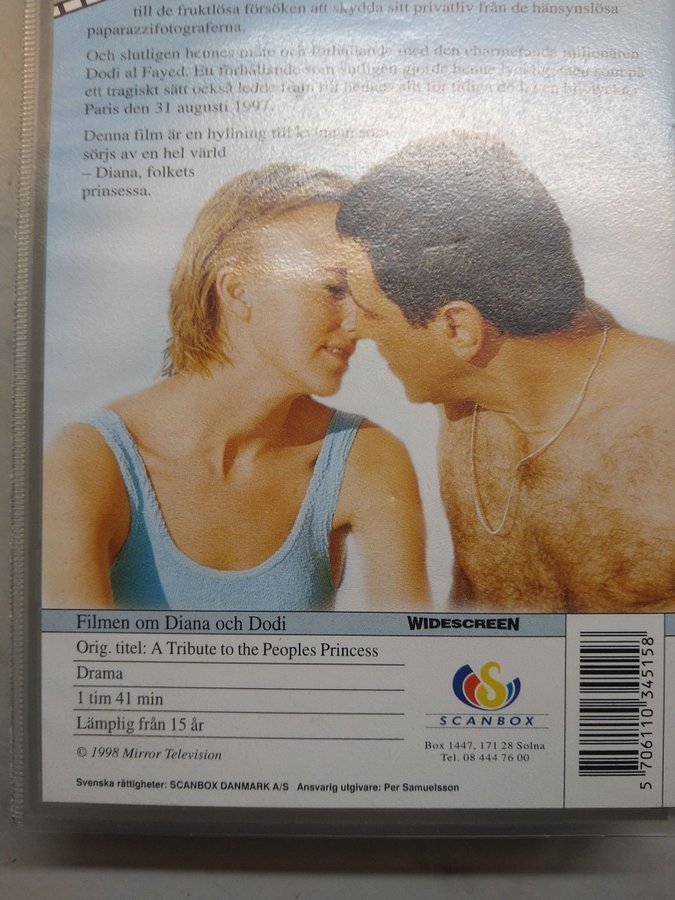 till de fruktlösa försöken att skydda sitt privatliv från de hänsynslösa
paparazzifotograferna.
Och slutligen hennes möte och förhållande med den charmerande miljonären
Dodi al Fayed. Ett förhållande som äntligen gjorde henne lycklig, men som på
ett tragiskt sätt också ledde fram till hennes allt för tidiga död i en bilolycka i
Paris den 31 augusti 1997.
Denna film är en hyllning till kvinnan som
sörjs av en hel värld
– Diana, folkets
prinsessa.
Filmen om Diana och Dodi
WIDESCREEN
Orig. titel: A Tribute to the Peoples Princess
Drama
1 tim 41 min
Lämplig från 15 år
© 1998 Mirror Television
S
SCANBOX
Box 1447, 171 28 Solna
Tel. 08 444 76 00
Svenska rättigheter: SCANBOX DANMARK A/S Ansvarig utgivare: Per Samuelsson
5 706110 345158